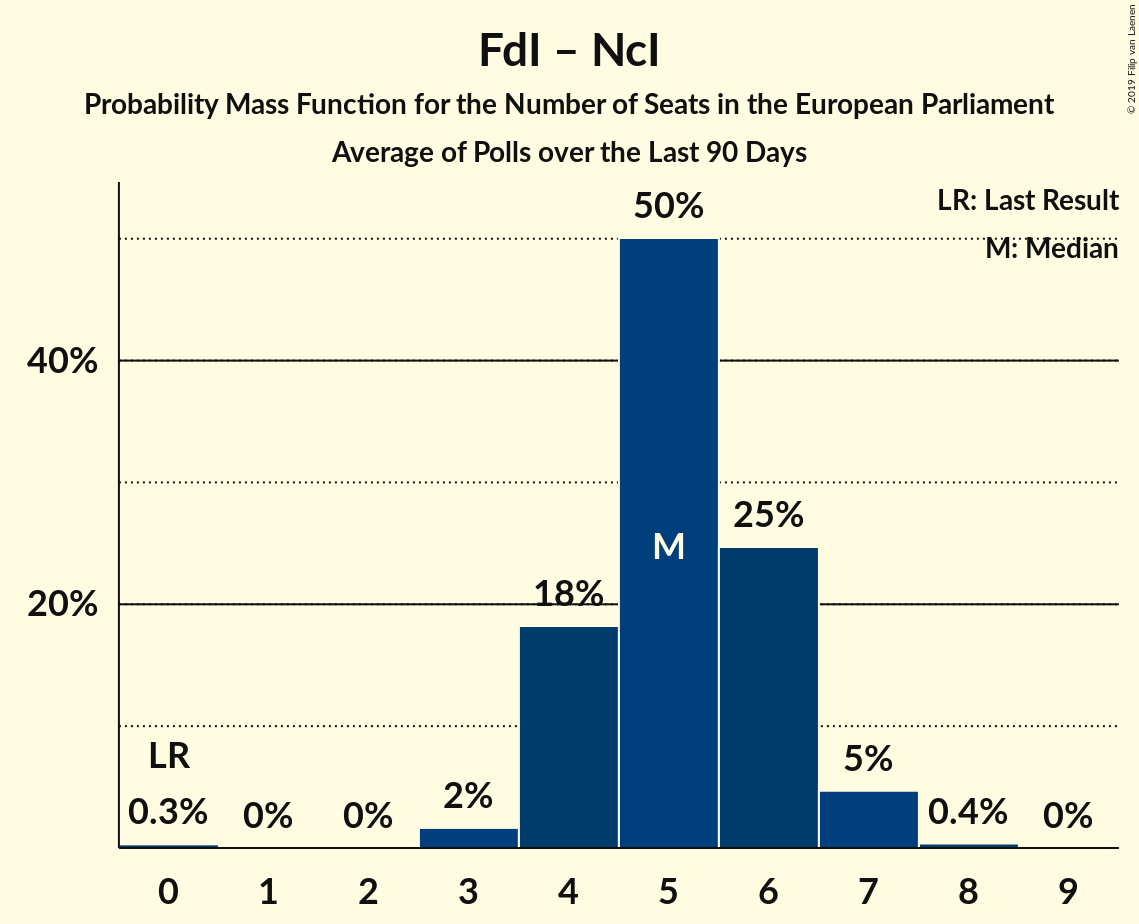 FdI – NcI
Probability Mass Function for the Number of Seats in the European Parliament
Average of Polls over the Last 90 Days
© 2019 Filip van Laenen
LR: Last Result
M: Median
50%
40%
25%
M
18%
20%
LR
5%
2%
0.3%
0%
0%
0.4%
0%
0 1 2 3 4 5 6 7 8 9